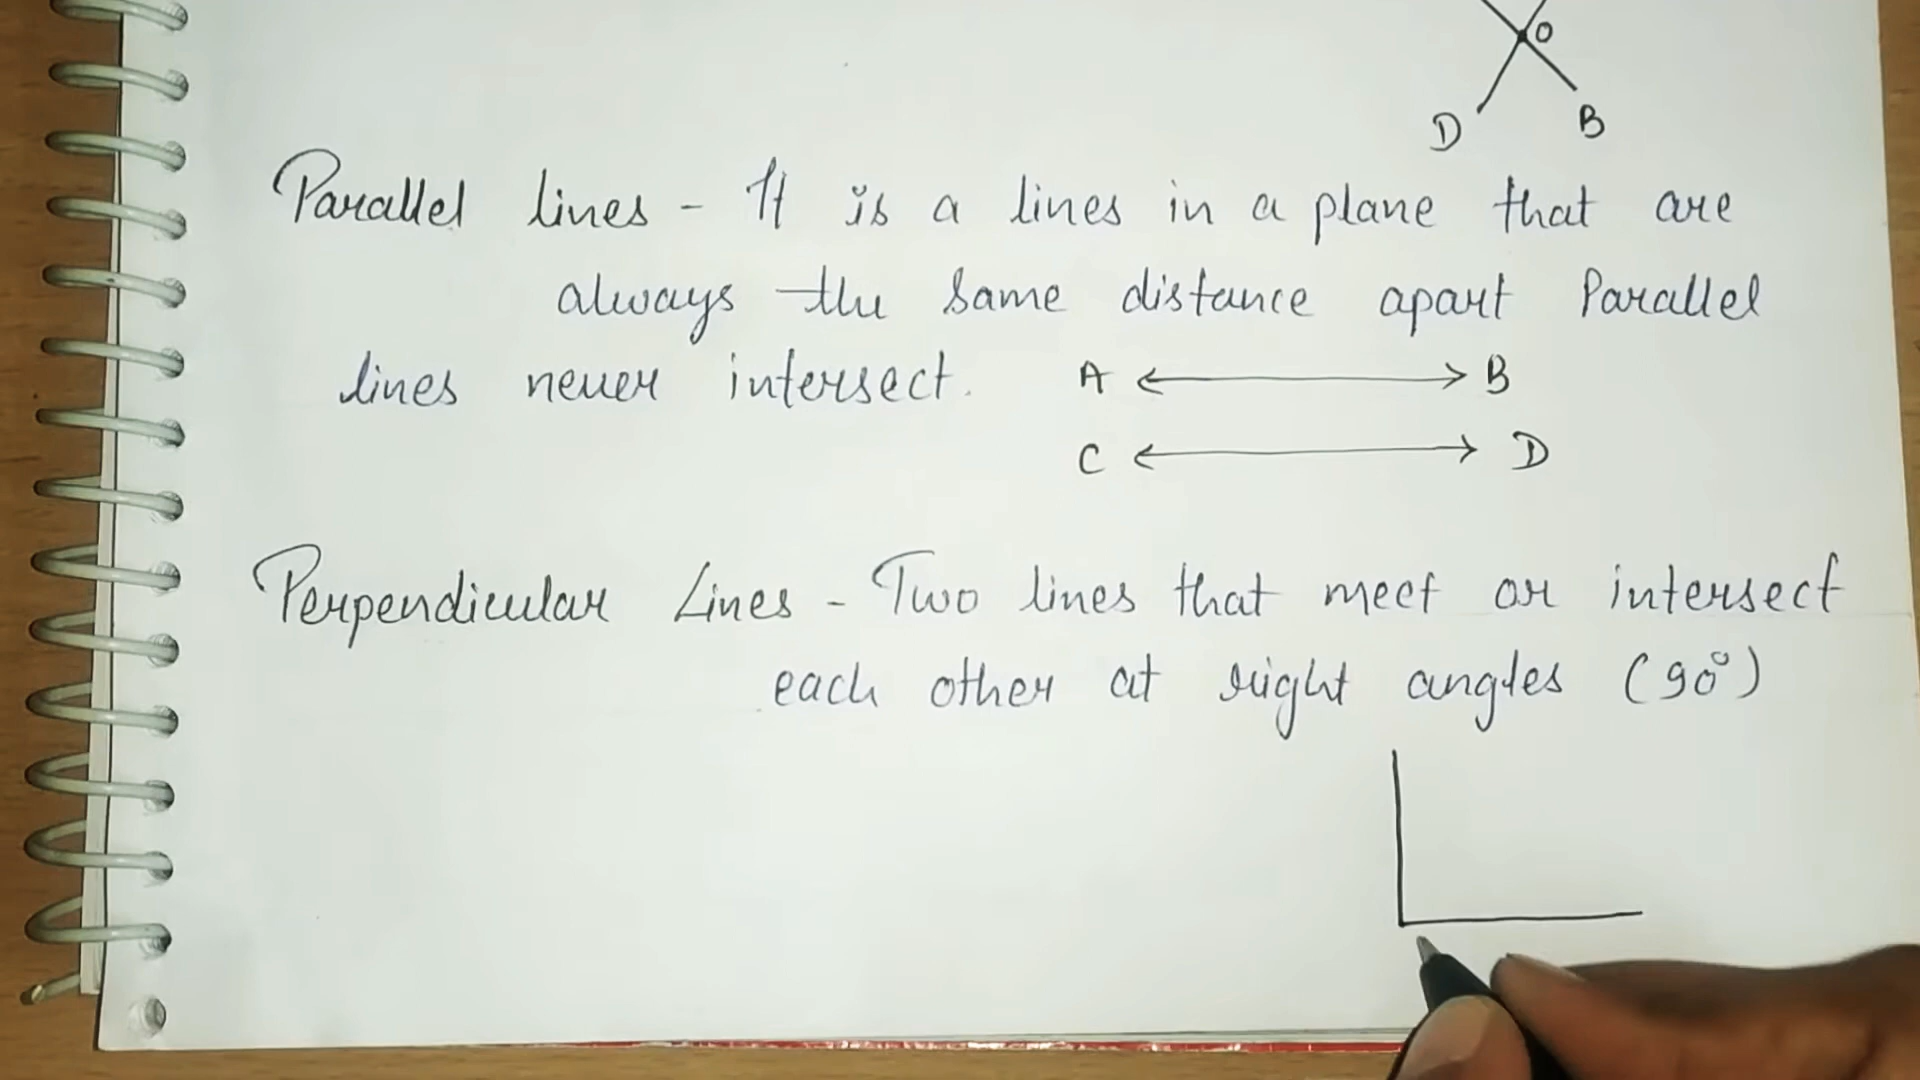 O
D B
Parallel lines - It is a lines in a plane that are
always the same distance apart Parallel
lines never intersect. A B
C D
Perpendicular Lines - Two lines that meet or intersect
each other at right angles (90°)